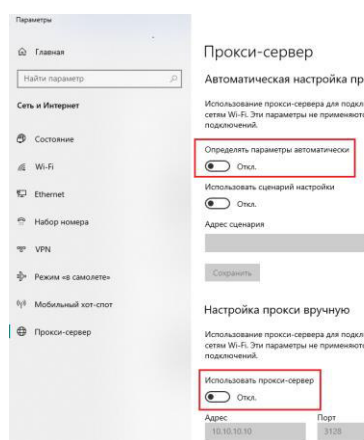 Параметры
Главная
Найти параметр
Сеть и Интернет
Состояние
Wi-Fi
Ethernet
Набор номера
VPN
Режим «в самолете»
Мобильный хот-спот
Прокси-сервер
Прокси-сервер
Автоматическая настройка пр
Использование прокси-сервера для подкл
сетям Wi-Fi. Эти параметры не применяютс
подключений.
Определять параметры автоматически
Откл.
Использовать сценарий настройки
Откл.
Адрес сценария
Сохранить
Настройка прокси вручную
Использование прокси-сервера для подкл
сетям Wi-Fi. Эти параметры не применяютс
подключений.
Использовать прокси-сервер
Откл.
Адрес Порт
10.10.10.10 3128